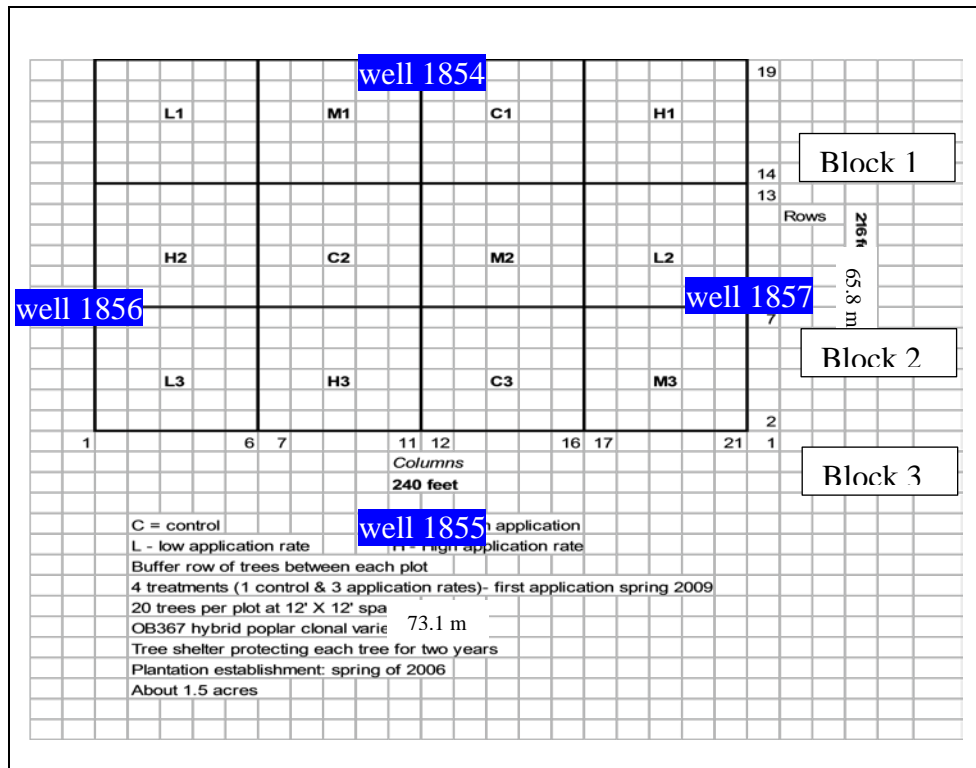 well 1854
19
L1 M1 C1 H1
Block 1
14
13
Rows
216 f
65.8 m
H2 C2 M2 L2
well 1856
well 1857
7
Block 2
L3 H3 C3 M3
2
1 6 7 11 12 16 17 21 1
Columns
240 feet
Block 3
C = control
well 1855
application
L - low application rate
H - High application rate
Buffer row of trees between each plot
4 treatments (1 control & 3 application rates)- first application spring 2009
20 trees per plot at 12' X 12' spa
OB367 hybrid poplar clonal varie
73.1 m
Tree shelter protecting each tree for two years
Plantation establishment: spring of 2006
About 1.5 acres